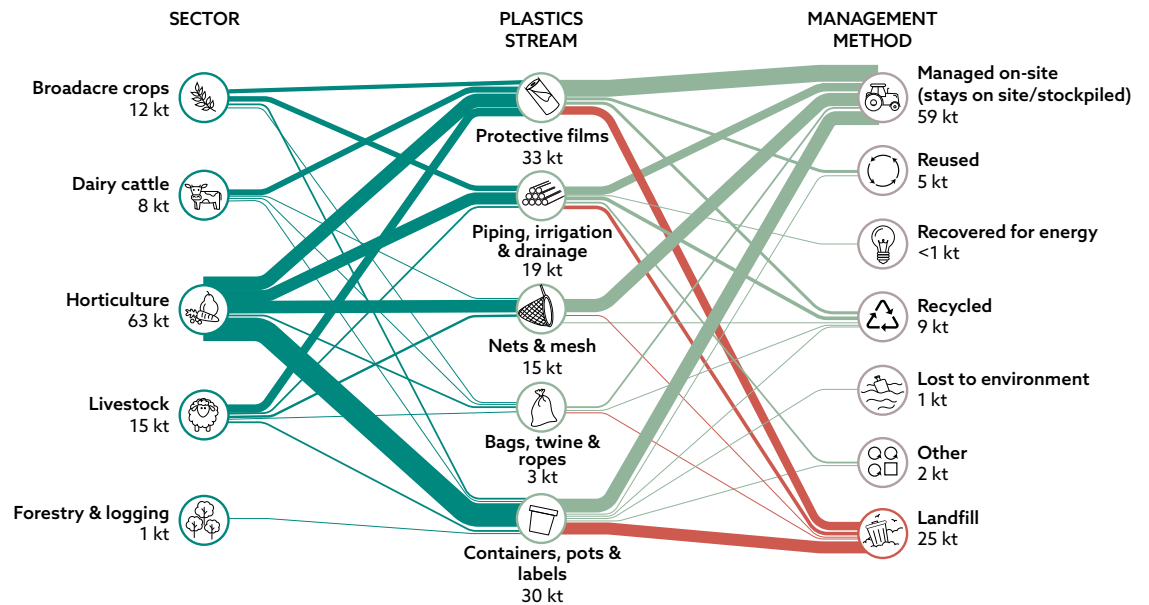 SECTOR
PLASTICS
STREAM
MANAGEMENT
METHOD
Broadacre crops
12 kt
Dairy cattle
8 kt
Horticulture
63 kt
Livestock
15 kt
Forestry & logging
1 kt
Protective films
33 kt
Piping, irrigation
& drainage
19 kt
Nets & mesh
15 kt
Bags, twine &
ropes
3 kt
Containers, pots &
labels
30 kt
Managed on-site
(stays on site/stockpiled)
59 kt
Reused
5 kt
Recovered for energy
<1 kt
Recycled
9 kt
Lost to environment
1 kt
Other
2 kt
Landfill
25 kt